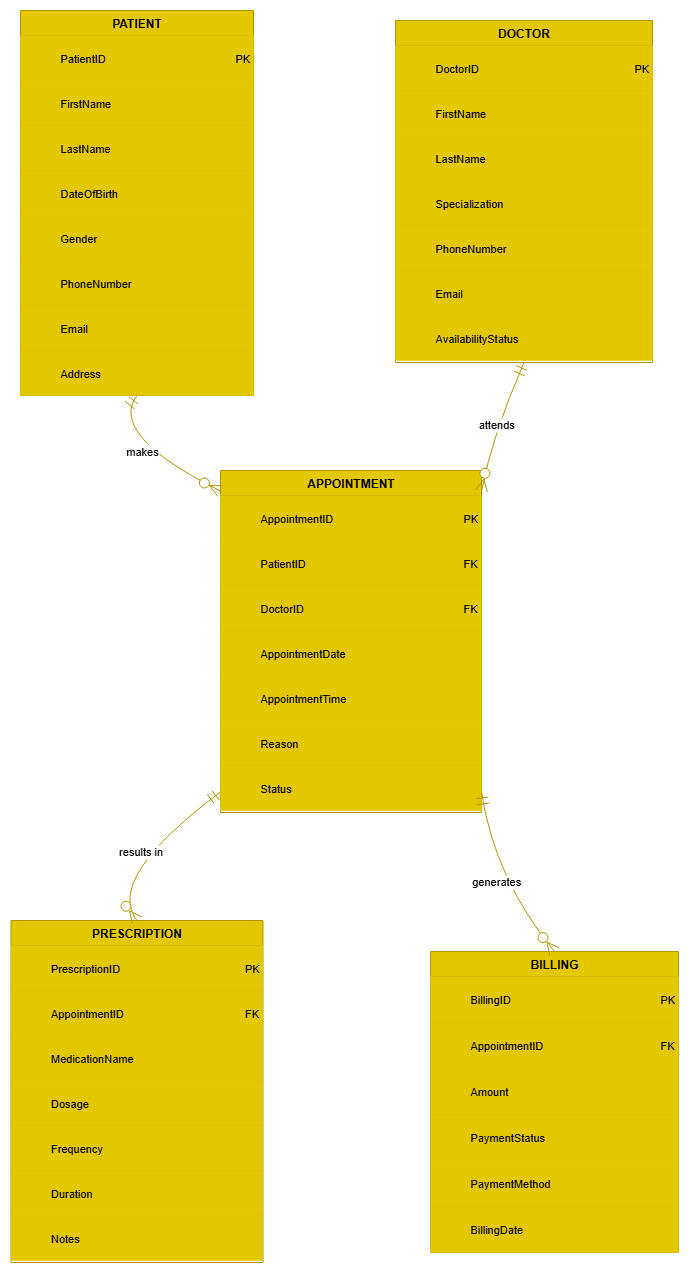 PATIENT
PatientID PK
FirstName
LastName
DateOfBirth
Gender
PhoneNumber
Email
Address
DOCTOR
DoctorID PK
FirstName
LastName
Specialization
PhoneNumber
Email
AvailabilityStatus
makes
attends
APPOINTMENT
AppointmentID PK
PatientID FK
DoctorID FK
AppointmentDate
AppointmentTime
Reason
Status
results in
generates
PRESCRIPTION
PrescriptionID PK
AppointmentID FK
MedicationName
Dosage
Frequency
Duration
Notes
BILLING
BillingID PK
AppointmentID FK
Amount
PaymentStatus
PaymentMethod
BillingDate